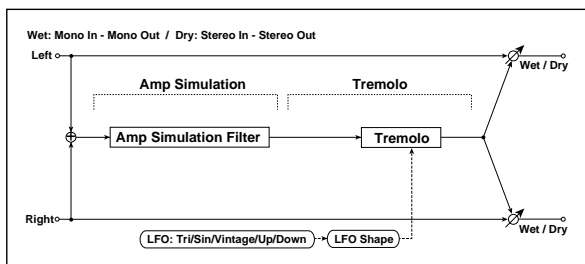 Wet: Mono In - Mono Out / Dry: Stereo In - Stereo Out
Left
Wet / Dry
Amp Simulation
Tremolo
Amp Simulation Filter
Tremolo
Right
LFO: Tri/Sin/Vintage/Up/Down
LFO Shape
Wet / Dry